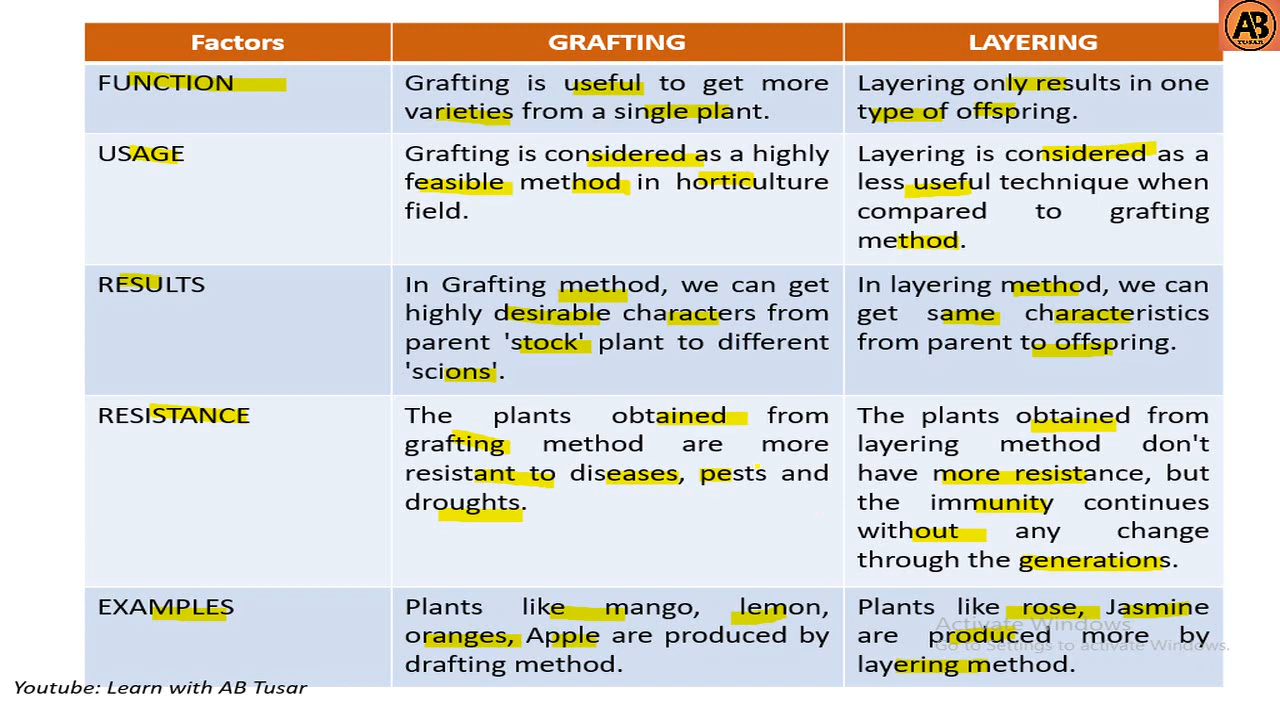 AB
TUSAR
Factors
GRAFTING
LAYERING
FUNCTION
Grafting is useful to get more
varieties from a single plant.
Layering only results in one
type of offspring.
USAGE
Grafting is considered as a highly
feasible method in horticulture
field.
Layering is considered as a
less useful technique when
compared to grafting
method.
RESULTS
In Grafting method, we can get
highly desirable characters from
parent 'stock' plant to different
'scions'.
In layering method, we can
get same characteristics
from parent to offspring.
RESISTANCE
The plants obtained from
grafting method are more
resistant to diseases, pests and
droughts.
The plants obtained from
layering method don't
have more resistance, but
the immunity continues
without any change
through the generations.
EXAMPLES
Plants like mango, lemon,
oranges, Apple are produced by
drafting method.
Plants like rose, Jasmine
are produced more by
layering method.
Activate Windows
Go to Settings to activate Windows.
Youtube: Learn with AB Tusar